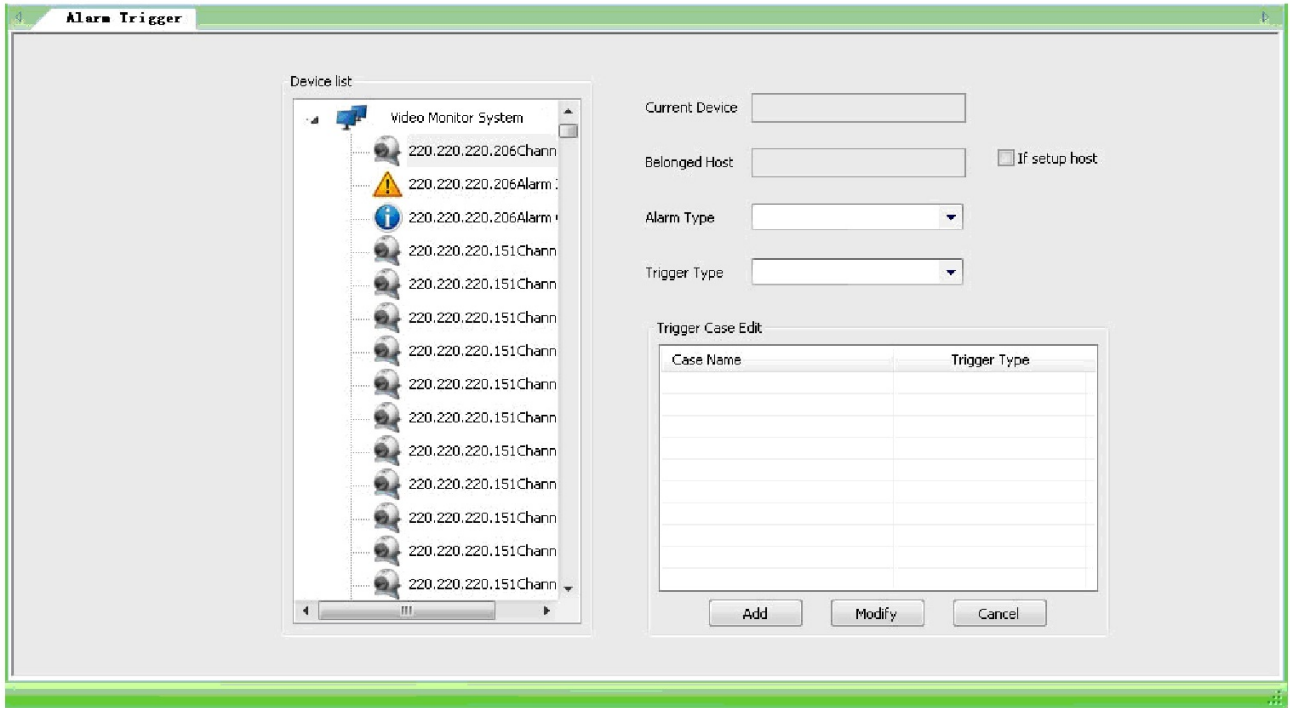 Alarm Trigger
Device list
Video Monitor System
220.220.220.206Chann
220.220.220.206Alarm
220.220.220.206Alarm
220.220.220.151Chann
220.220.220.151Chann
220.220.220.151Chann
220.220.220.151Chann
220.220.220.151Chann
220.220.220.151Chann
220.220.220.151Chann
220.220.220.151Chann
220.220.220.151Chann
220.220.220.151Chann
220.220.220.151Chann
Current Device
Belonged Host
If setup host
Alarm Type
Trigger Type
Trigger Case Edit
Case Name Trigger Type
Add Modify Cancel